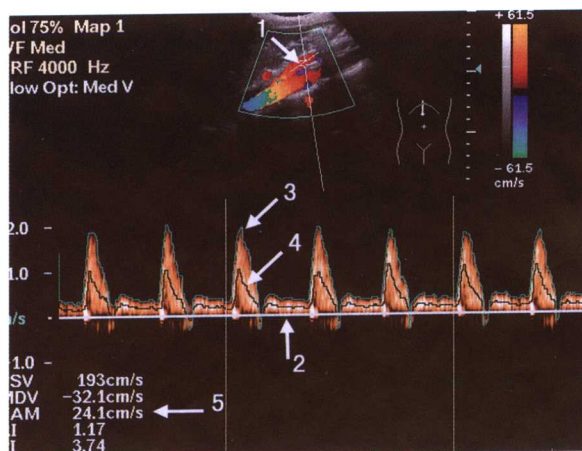 ol 75% Map 1
VF Med
RF 4000 Hz
low Opt: Med V
1
+ 61.5
- 61.5
cm/s
3
4
2
5
2.0
1.0
/s
-1.0
SV 193cm/s
MDV -32.1cm/s
AM 24.1cm/s
I 1.17
I 3.74